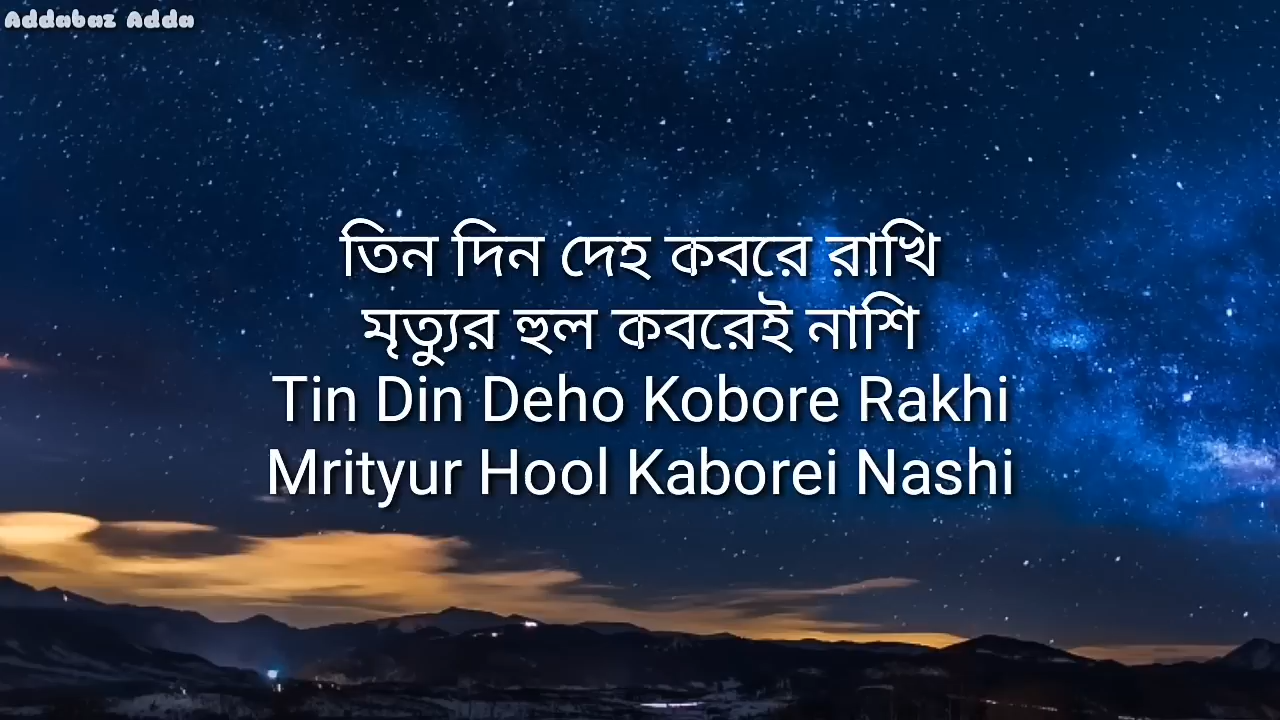 Addabaz Adda
তিন দিন দেহ কবরে রাখি
মৃত্যুর হুল কবরেই নাশি
Tin Din Deho Kobore Rakhi
Mrityur Hool Kaborei Nashi